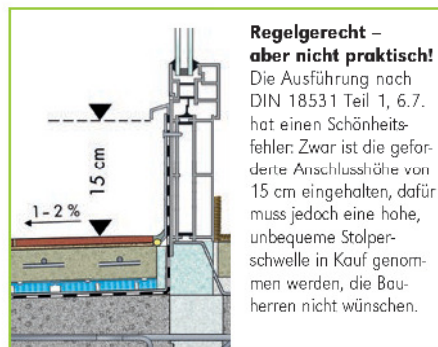 Regelgerecht –
aber nicht praktisch!
Die Ausführung nach
DIN 18531 Teil 1, 6.7.
hat einen Schönheits-
fehler: Zwar ist die gefor-
derte Anschlusshöhe von
15 cm eingehalten, dafür
muss jedoch eine hohe,
unbequeme Stolper-
schwelle in Kauf genom-
men werden, die Bau-
herren nicht wünschen.
15 cm
1-2 %